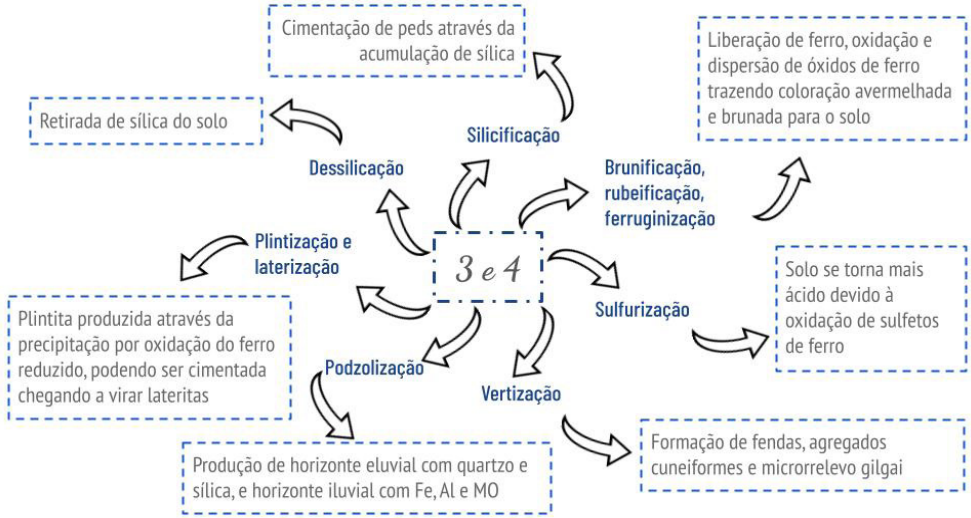 Cimentação de peds através da
acumulação de sílica
Liberação de ferro, oxidação e
dispersão de óxidos de ferro
trazendo coloração avermelhada
e brunada para o solo
Retirada de sílica do solo
Silicificação
Dessilicação
Brunificação,
rubeificação,
ferruginização
Plintização e
laterização
3 e 4
Sulfurização
Solo se torna mais
ácido devido à
oxidação de sulfetos
de ferro
Plintita produzida através da
precipitação por oxidação do ferro
reduzido, podendo ser cimentada
chegando a virar lateritas
Podzolização
Vertização
Formação de fendas, agregados
cuneiformes e microrrelevo gilgai
Produção de horizonte eluvial com quartzo e
sílica, e horizonte iluvial com Fe, Al e MO